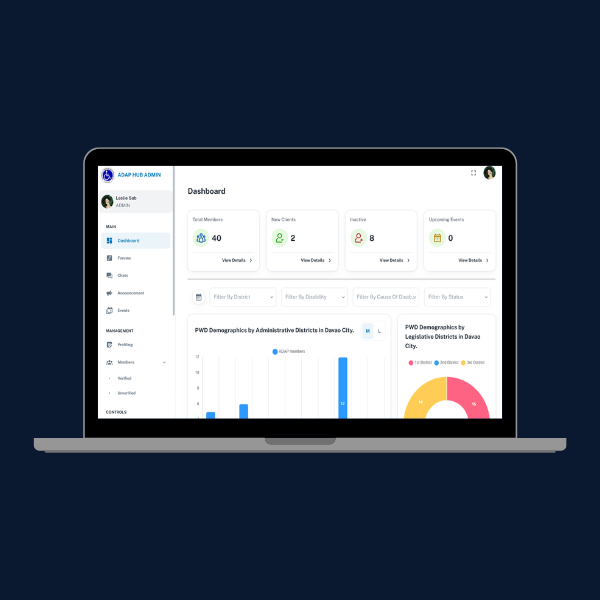 ADAP HUB ADMIN
Leslie Sab
ADMIN
MAIN
Dashboard
Forums
Chats
Announcement
Events
MANAGEMENT
Profiling
Members
Verified
Unverified
CONTROLS
Dashboard
Total Members
40
View Details
New Clients
2
View Details
Inactive
8
View Details
Upcoming Events
0
View Details
Filter By District
Filter By Disability
Filter By Cause Of Disab
Filter By Status
PWD Demographics by Administrative Districts in Davao City.
M L
ADAP members
12
10
8
6
12
PWD Demographics by
Legislative Districts in Davao
City.
1st District 2nd District 3rd District